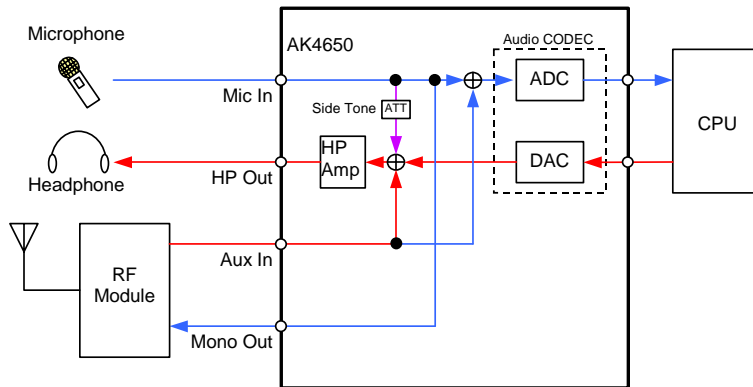 Microphone
AK4650
Audio CODEC
Mic In
Side Tone
ATT
ADC
CPU
HP
Amp
DAC
Headphone
HP Out
RF
Module
Aux In
Mono Out